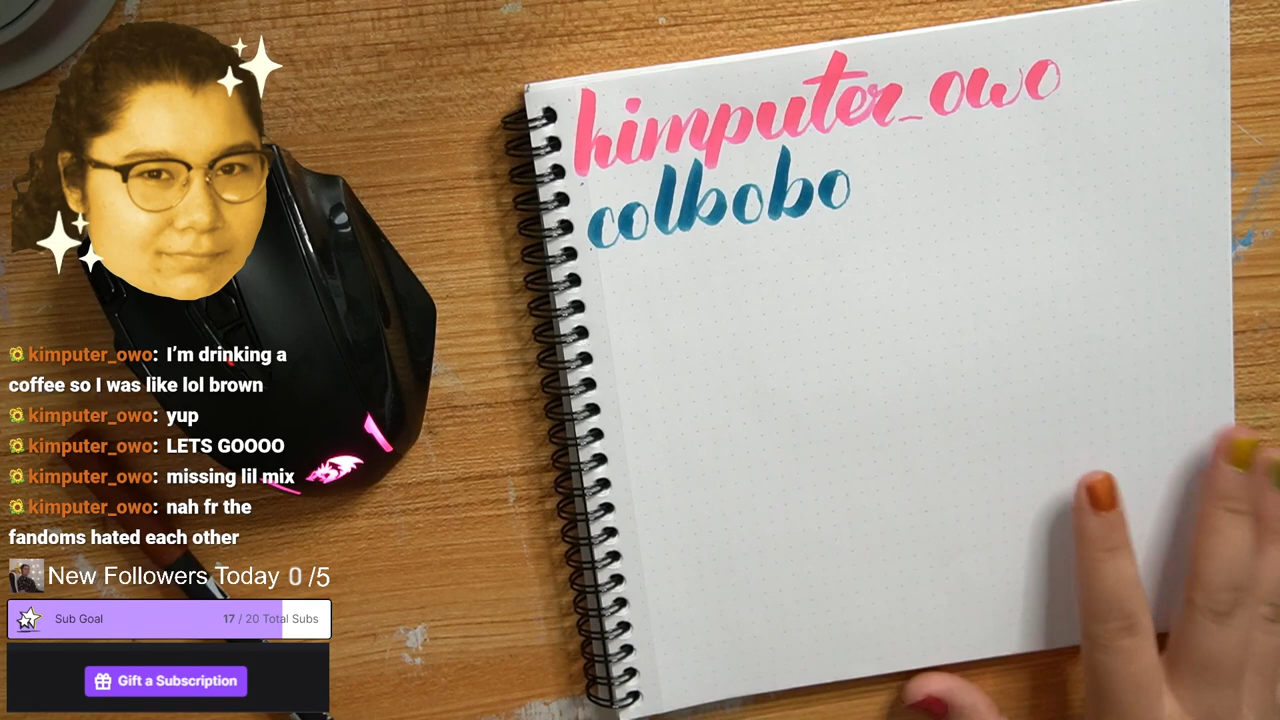 kimputer_owo
colbobo
kimputer_owo: I'm drinking a
coffee so I was like lol brown
kimputer_owo: yup
kimputer_owo: LETS GOOOO
kimputer_owo: missing lil mix
kimputer_owo: nah fr the
fandoms hated each other
New Followers Today 0 /5
Sub Goal 17 / 20 Total Subs
Gift a Subscription